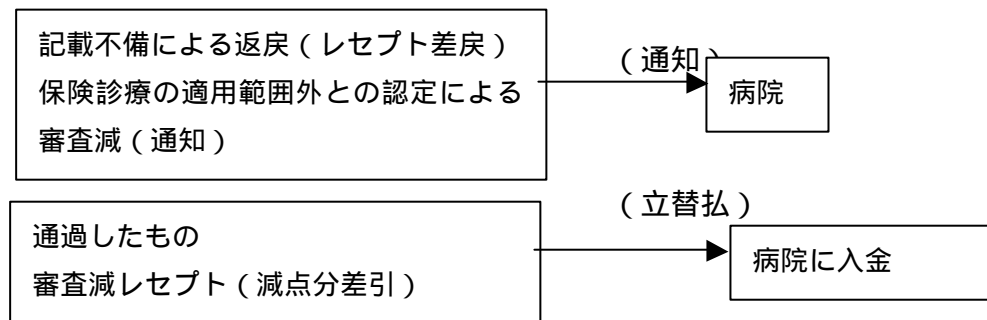 記載不備による返戻（レセプト差戻）
保険診療の適用範囲外との認定による
審査減（通知）
（通知）
病院
通過したもの
審査減レセプト（減点分差引）
（立替払）
病院に入金